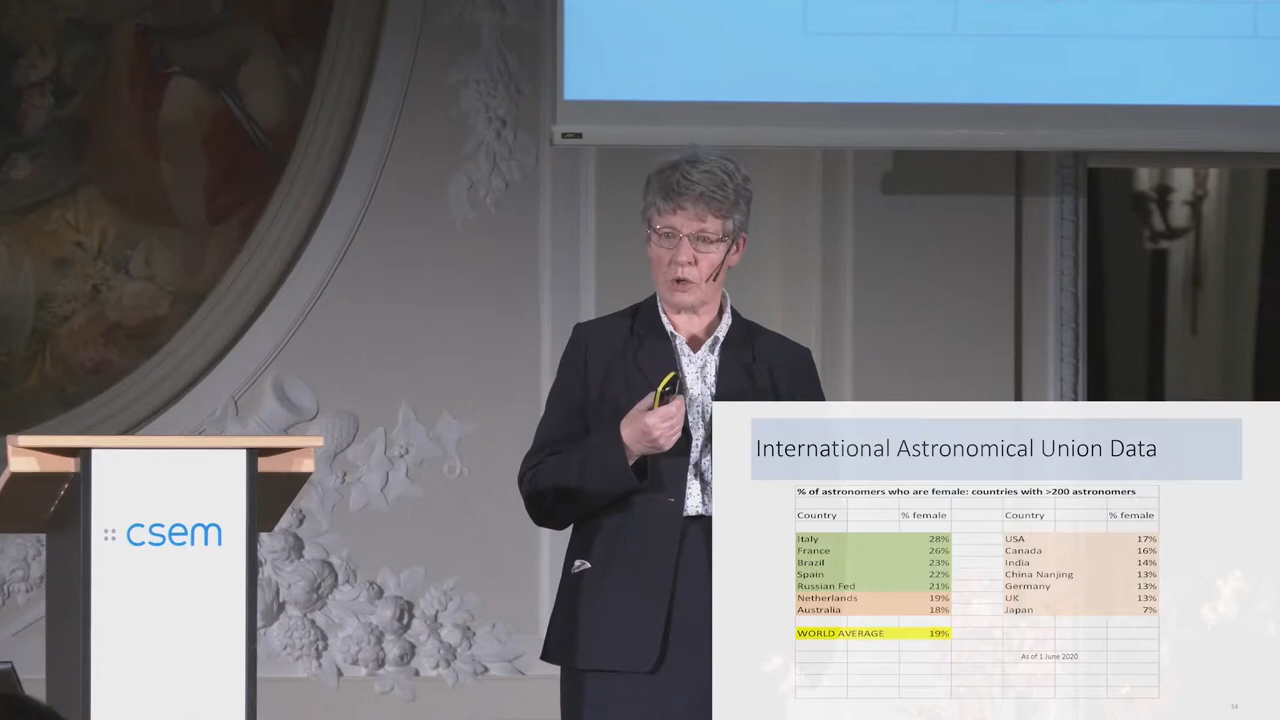 csem
International Astronomical Union Data
% of astronomers who are female: countries with >200 astronomers
Country % female Country % female
Italy 28% USA 17%
France 26% Canada 16%
Brazil 23% India 14%
Spain 22% China Nanjing 13%
Russian Fed 21% Germany 13%
Netherlands 19% UK 13%
Australia 18% Japan 7%
WORLD AVERAGE 19%
As of 1 June 2020
34